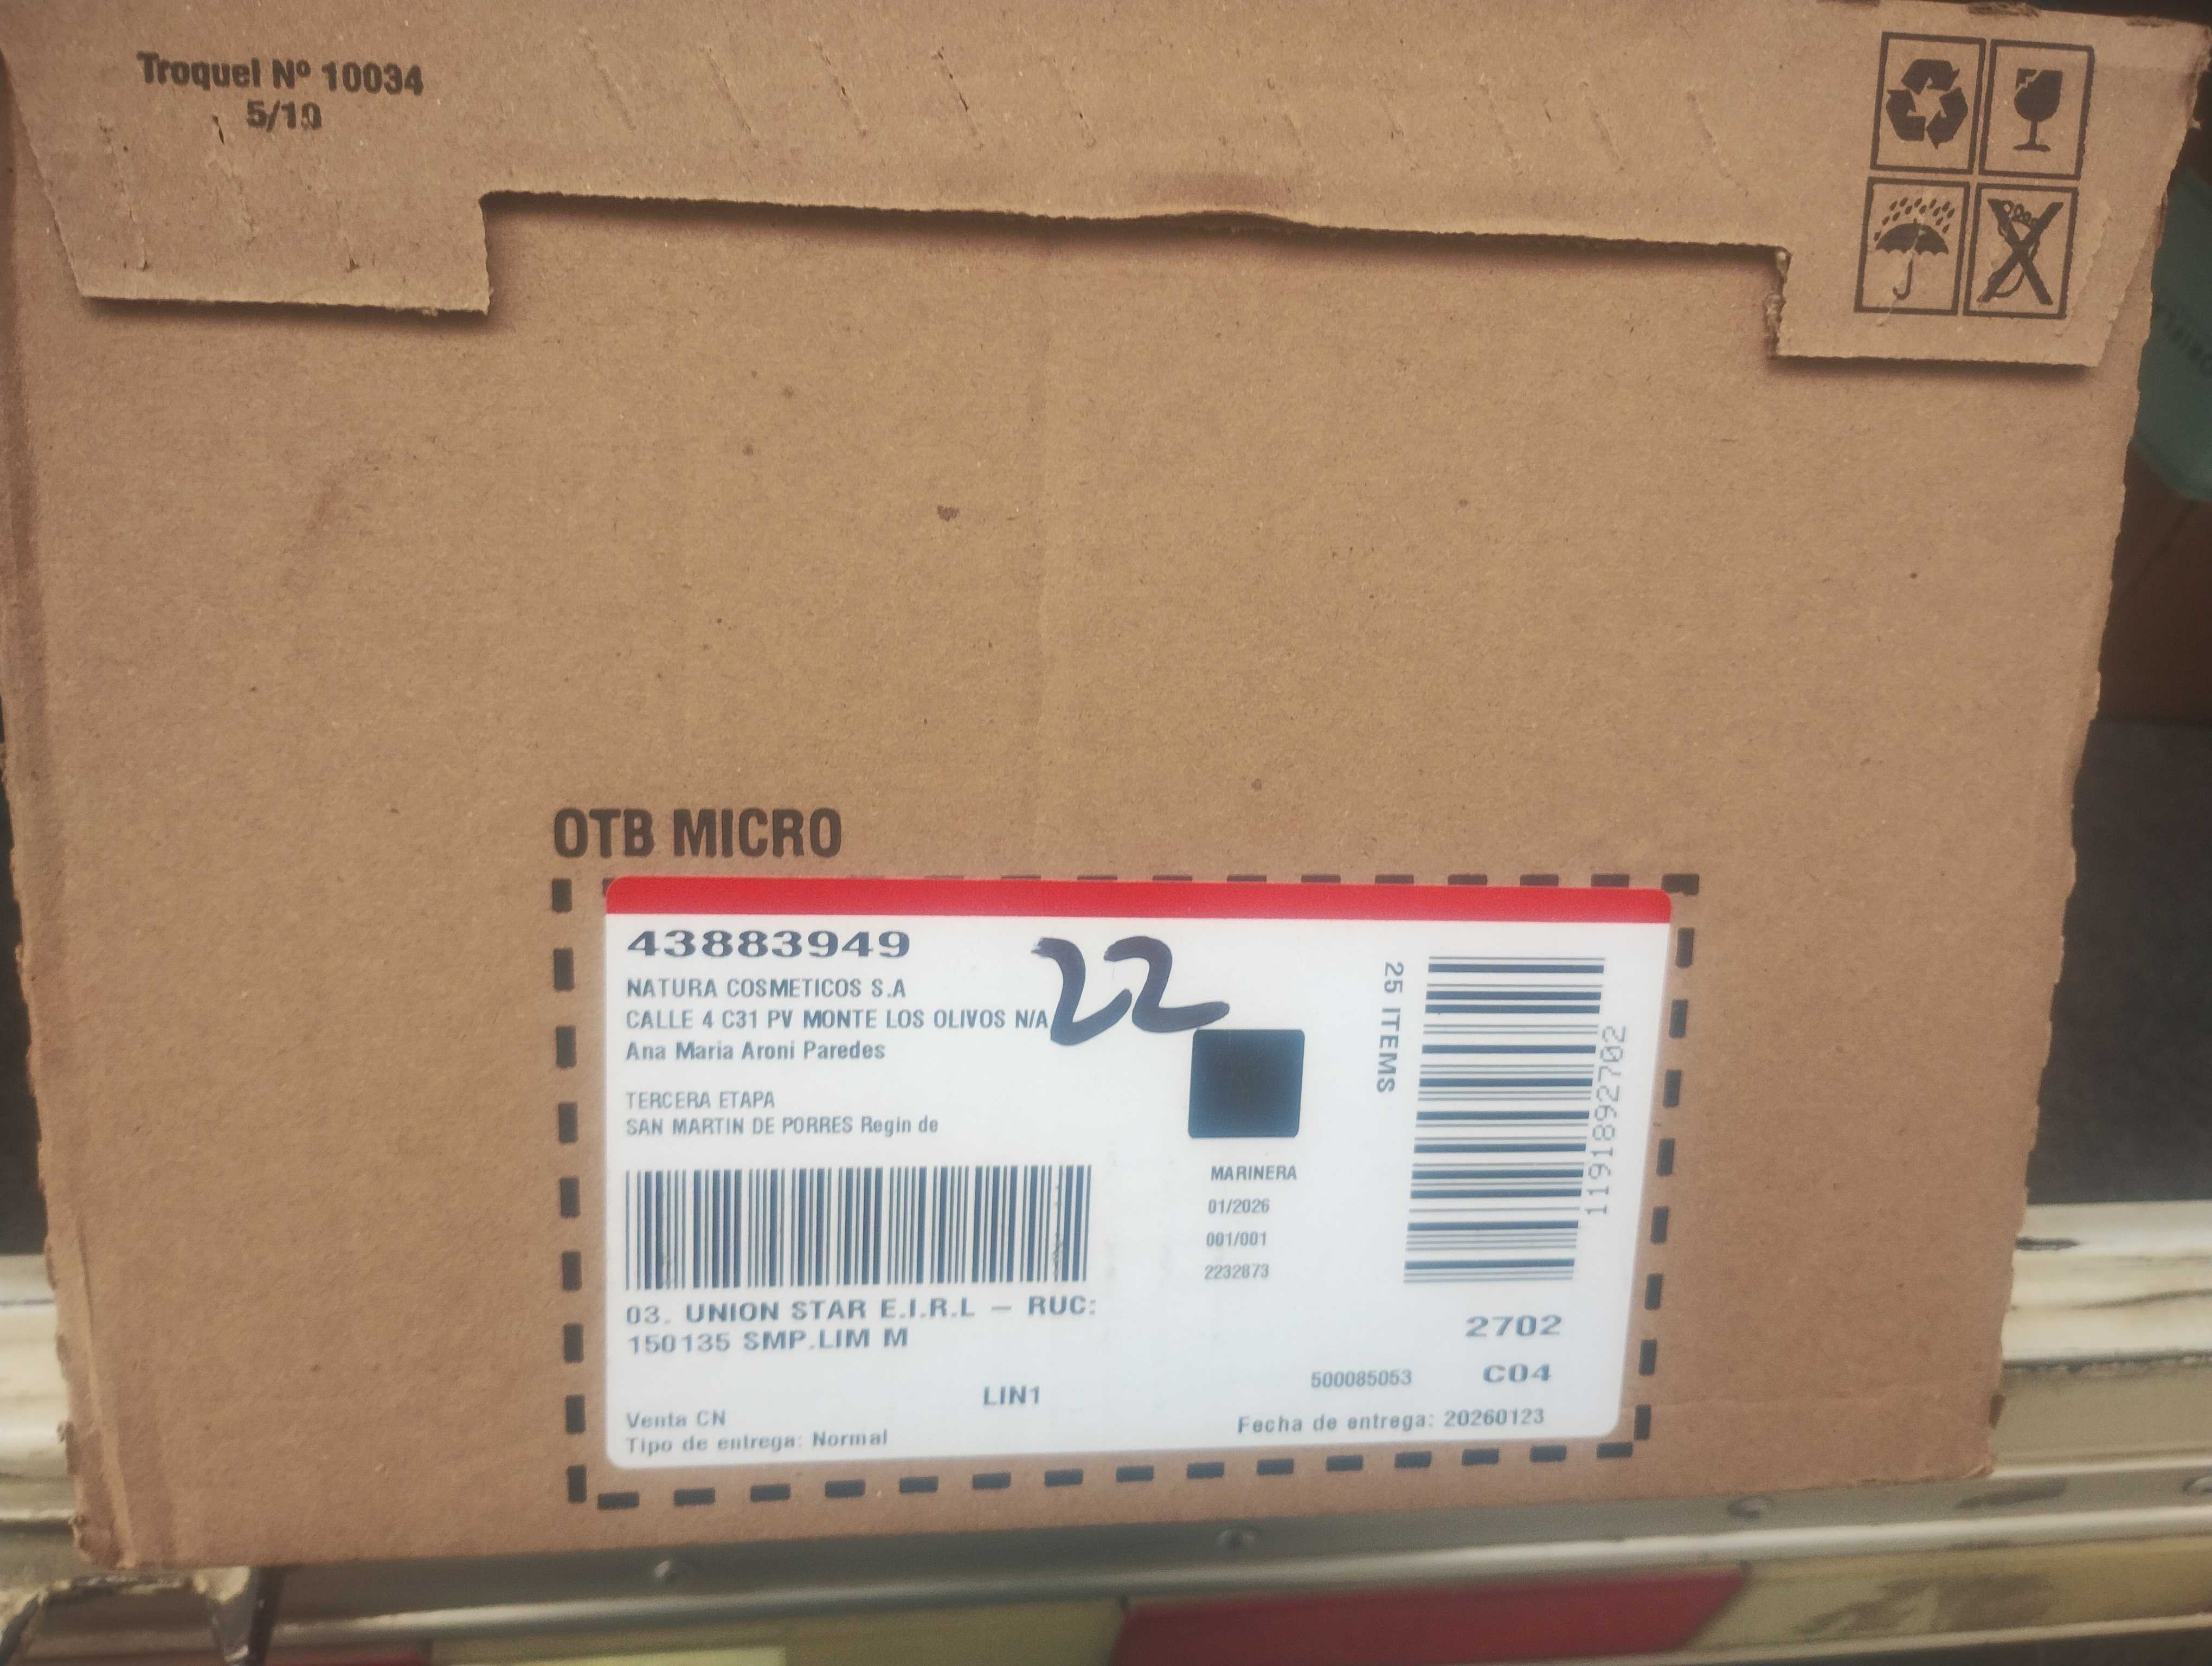 Troquel Nº 10034
5/10
OTB MICRO
43883949
22
NATURA COSMETICOS S.A
CALLE 4 C31 PV MONTE LOS OLIVOS N/A
Ana Maria Aroni Paredes
TERCERA ETAPA
SAN MARTIN DE PORRES Regin de
25 ITEMS
1191892702
MARINERA
01/2026
001/001
2232873
03. UNION STAR E.I.R.L – RUC:
150135 SMP.LIM M
2702
LIN1
500085053
C04
Venta CN
Tipo de entrega: Normal
Fecha de entrega: 20260123